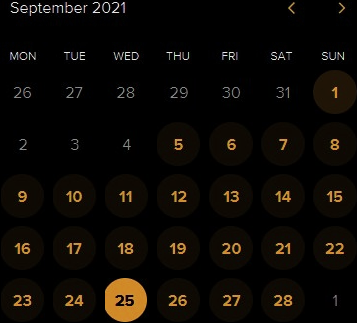 September 2021
MON TUE WED THU FRI SAT SUN
26 27 28 29 30 31 1
2 3 4 5 6 7 8
9 10 11 12 13 14 15
16 17 18 19 20 21 22
23 24 25 26 27 28 1